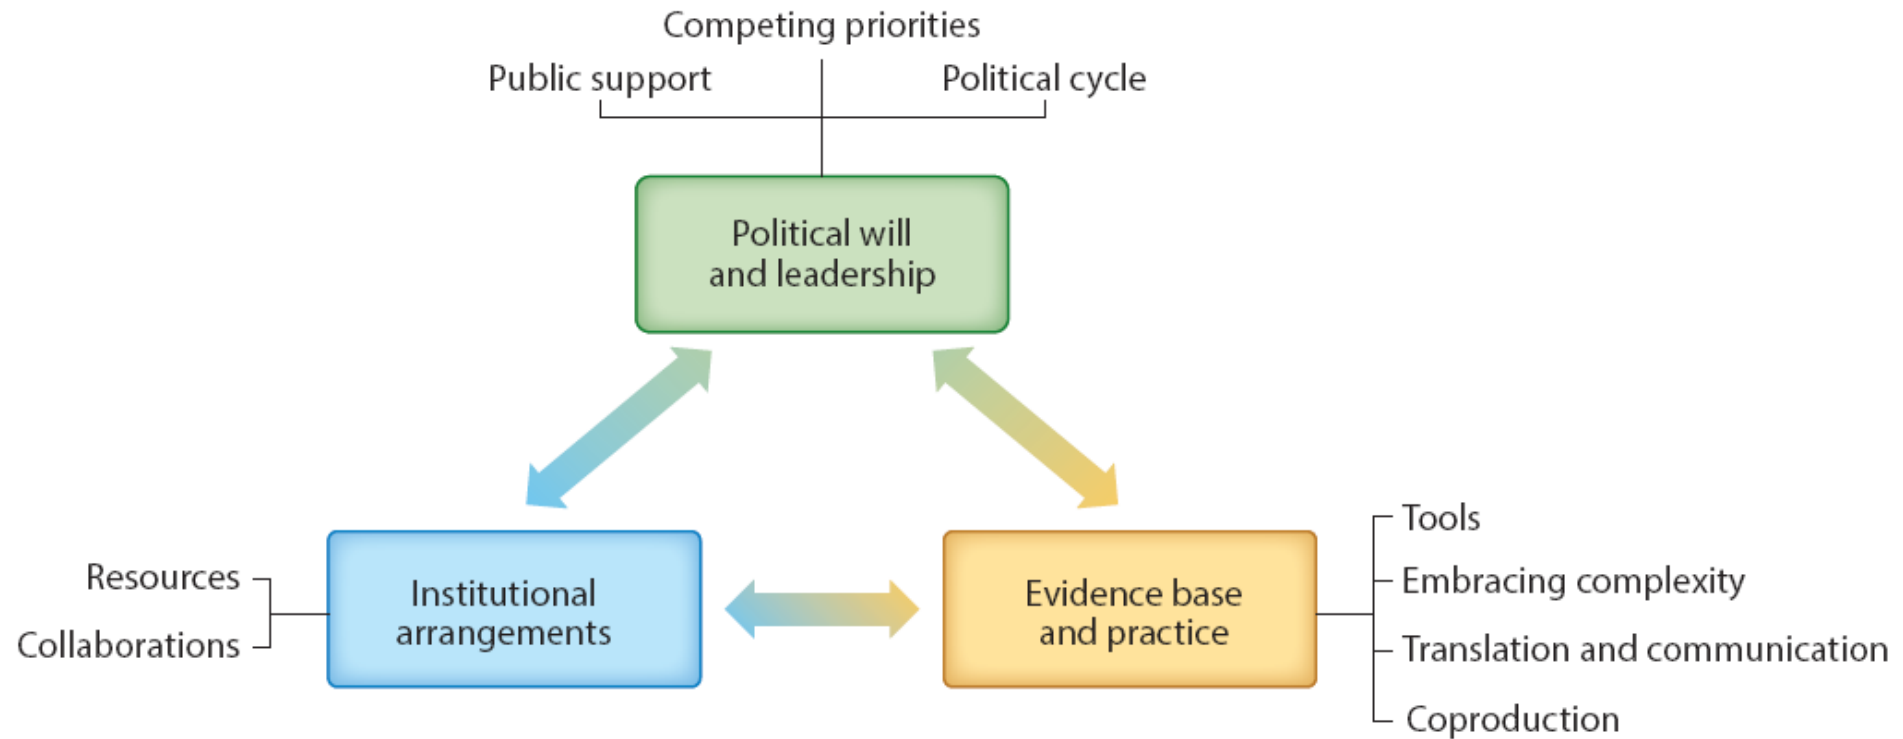 Competing priorities
Public support
Political cycle
Political will
and leadership
Resources
Collaborations
Institutional
arrangements
Evidence base
and practice
Tools
Embracing complexity
Translation and communication
Coproduction